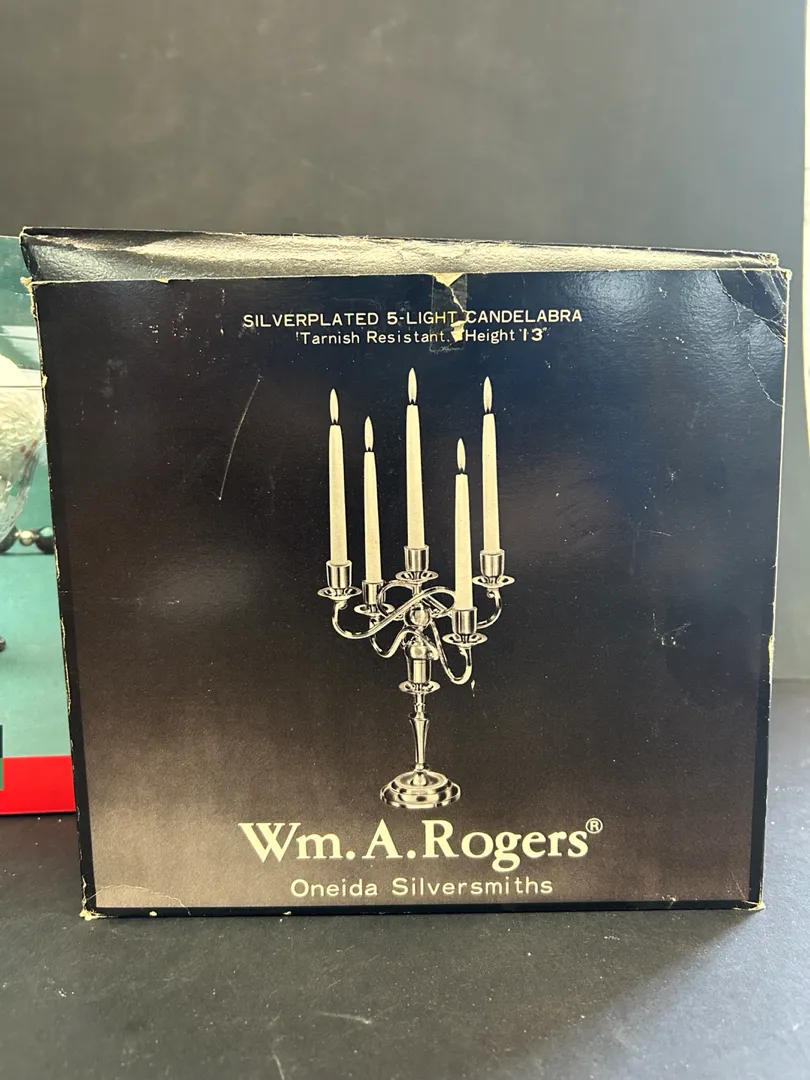 SILVERPLATED 5-LIGHT CANDELABRA
Tarnish Resistant. Height 13"
Wm. A. Rogers®
Oneida Silversmiths